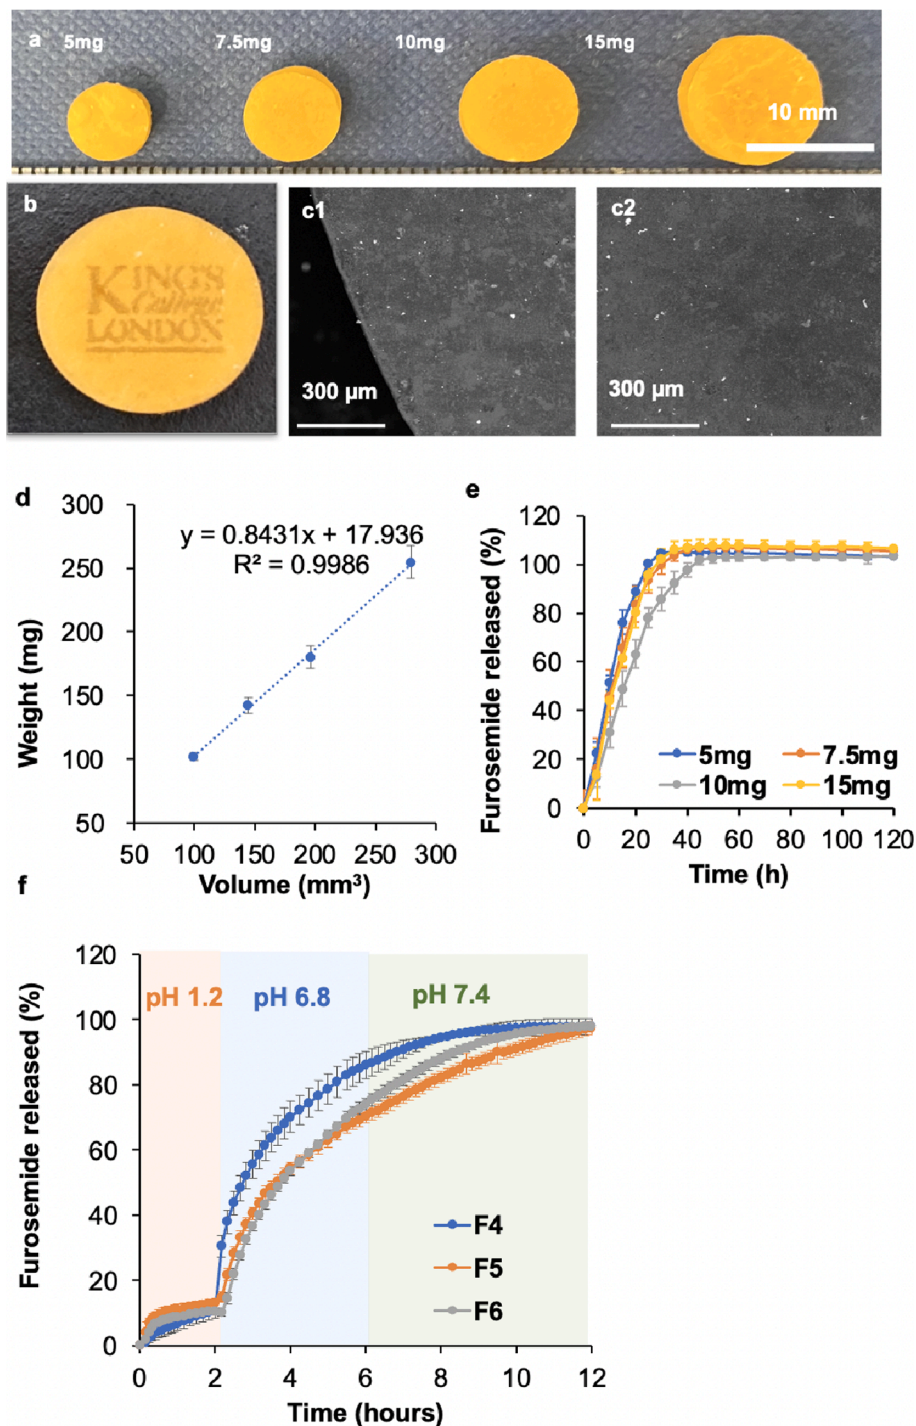 a 5mg 7.5mg 10mg 15mg
10 mm
b
KING'S
College
LONDON
c1
300 µm
c2
300 µm
d
300
250
200
150
100
50
y = 0.8431x + 17.936
R² = 0.9986
Weight (mg)
50 100 150 200 250 300
Volume (mm³)
e
120
100
80
60
40
20
0
Furosemide released (%)
5mg 7.5mg
10mg 15mg
0 20 40 60 80 100 120
Time (h)
f
120
100
80
60
40
20
0
Furosemide released (%)
pH 1.2 pH 6.8 pH 7.4
F4
F5
F6
0 2 4 6 8 10 12
Time (hours)